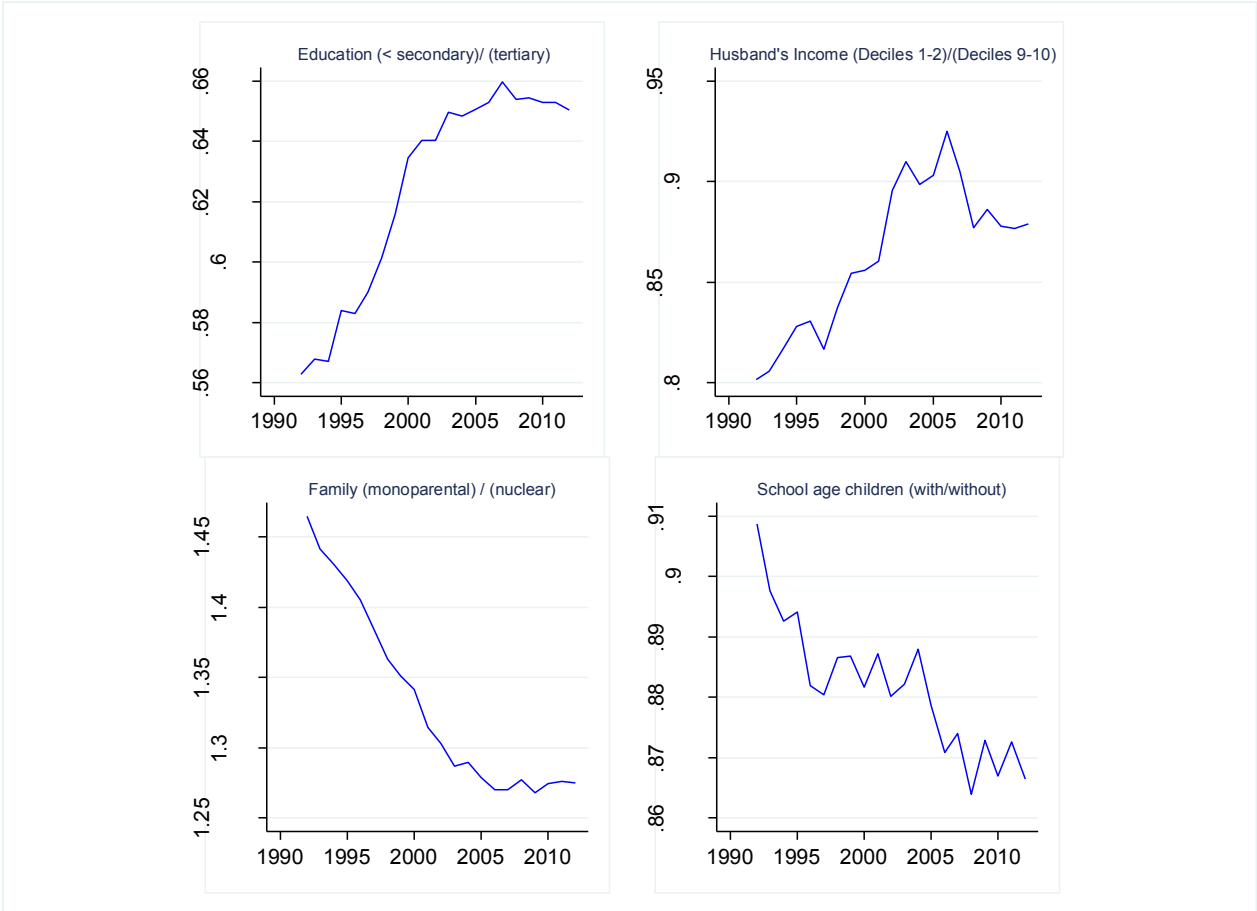 Education (< secondary)/ (tertiary)
.66
.64
.62
.6
.58
.56
1990 1995 2000 2005 2010
Husband's Income (Deciles 1-2)/(Deciles 9-10)
.95
.9
.85
.8
1990 1995 2000 2005 2010
Family (monoparental) / (nuclear)
1.45
1.4
1.35
1.3
1.25
1990 1995 2000 2005 2010
School age children (with/without)
.91
.9
.89
.88
.87
.86
1990 1995 2000 2005 2010